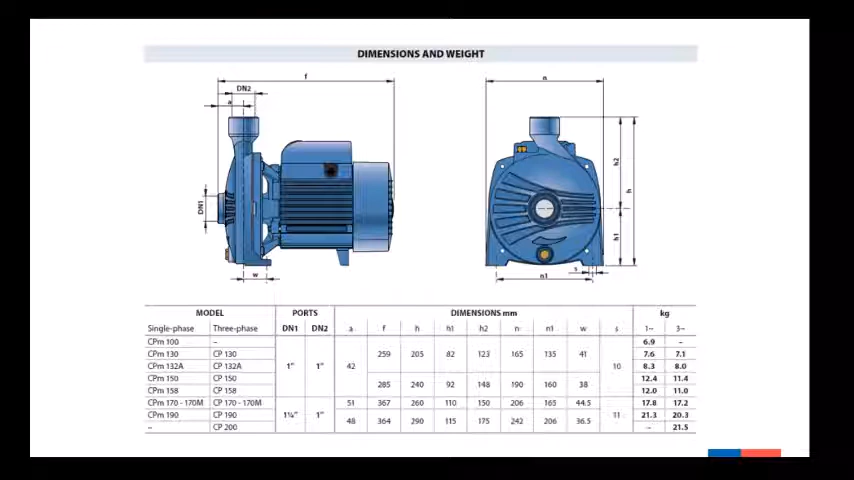 DIMENSIONS AND WEIGHT
f
n
DN2
a
h2
h
DN1
h1
w
s
n1
MODEL PORTS DIMENSIONS mm kg
Single-phase Three-phase DN1 DN2 a f h h1 h2 n n1 w s 1~ 3~
CPm 100 – 6.9 –
CPm 130 CP 130 259 205 82 123 165 135 41 7.6 7.1
CPm 132A CP 132A 1" 1" 42 10 8.3 8.0
CPm 150 CP 150 12.4 11.4
285 240 92 148 190 160 38
CPm 158 CP 158 12.0 11.0
CPm 170 - 170M CP 170 - 170M 51 367 260 110 150 206 165 44.5 17.8 17.2
CPm 190 CP 190 1¼" 1" 11 21.3 20.3
48 364 290 115 175 242 206 36.5
– CP 200 – 21.5